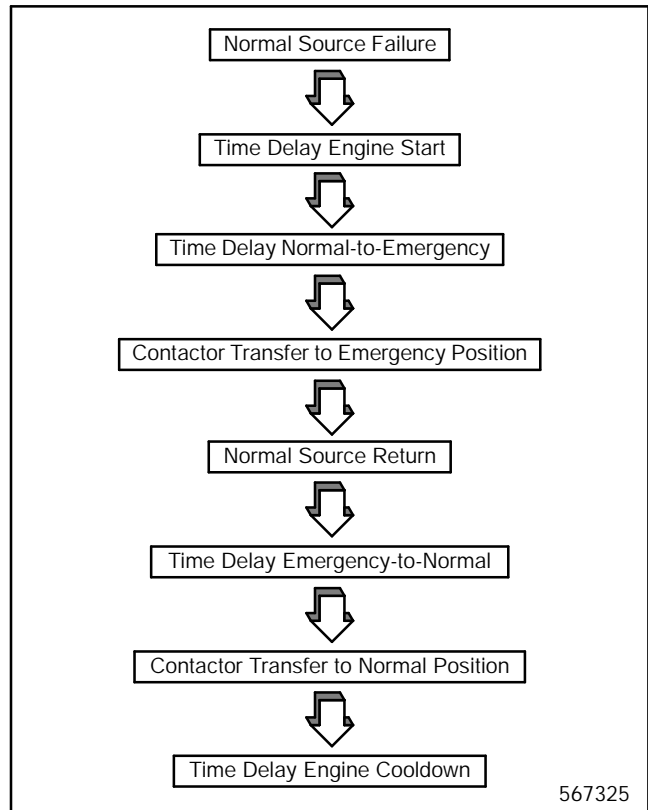 Normal Source Failure
Time Delay Engine Start
Time Delay Normal-to-Emergency
Contactor Transfer to Emergency Position
Normal Source Return
Time Delay Emergency-to-Normal
Contactor Transfer to Normal Position
Time Delay Engine Cooldown
567325